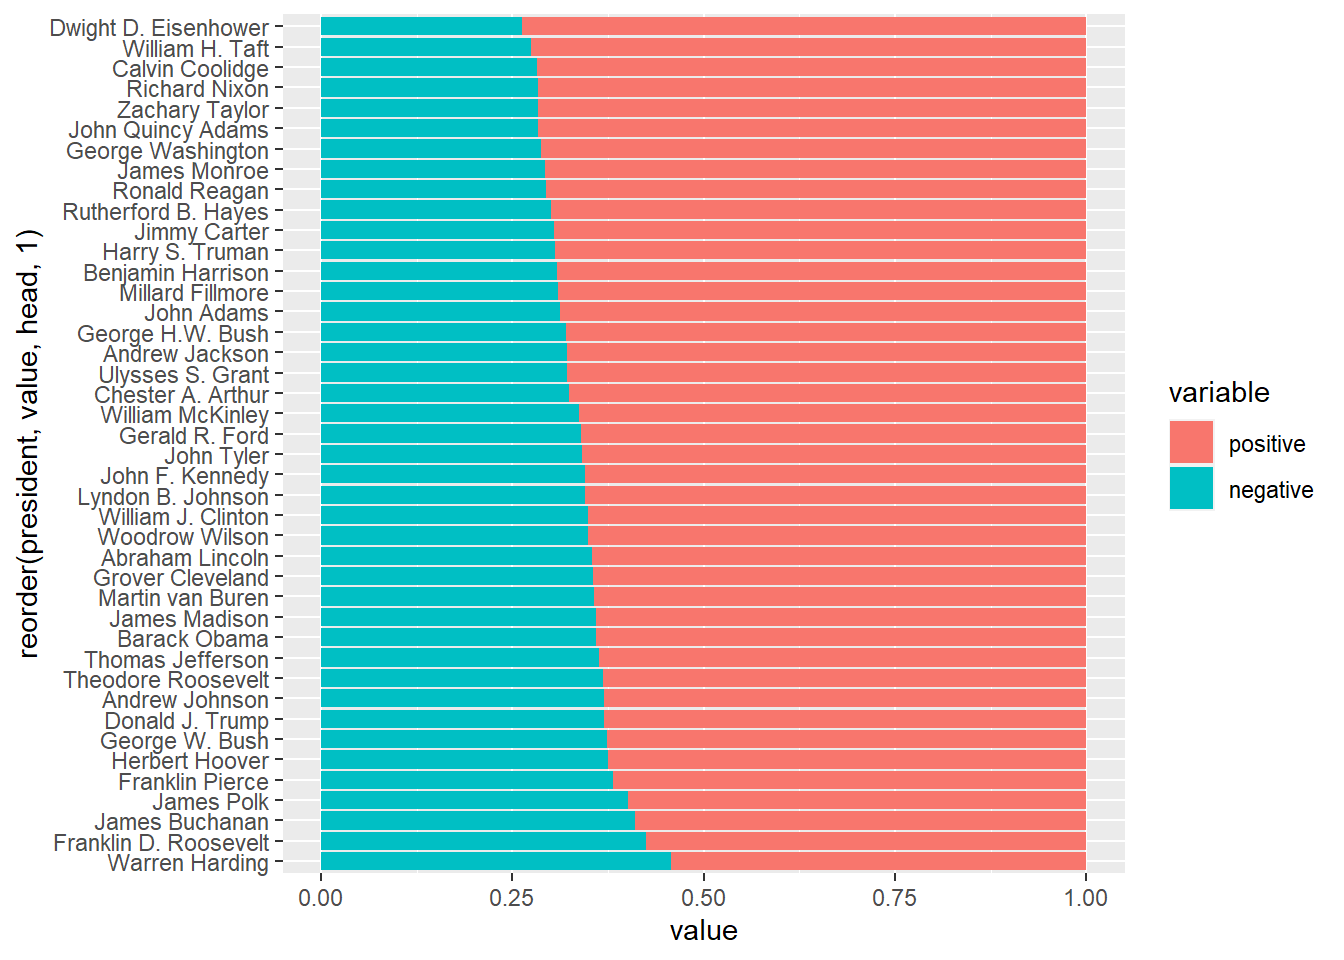 Dwight D. Eisenhower
William H. Taft
Calvin Coolidge
Richard Nixon
Zachary Taylor
John Quincy Adams
George Washington
James Monroe
Ronald Reagan
Rutherford B. Hayes
Jimmy Carter
Harry S. Truman
Benjamin Harrison
Millard Fillmore
John Adams
George H.W. Bush
Andrew Jackson
Ulysses S. Grant
Chester A. Arthur
William McKinley
Gerald R. Ford
John Tyler
John F. Kennedy
Lyndon B. Johnson
William J. Clinton
Woodrow Wilson
Abraham Lincoln
Grover Cleveland
Martin van Buren
James Madison
Barack Obama
Thomas Jefferson
Theodore Roosevelt
Andrew Johnson
Donald J. Trump
George W. Bush
Herbert Hoover
Franklin Pierce
James Polk
James Buchanan
Franklin D. Roosevelt
Warren Harding
reorder(president, value, head, 1)
0.00 0.25 0.50 0.75 1.00
value
variable
positive
negative